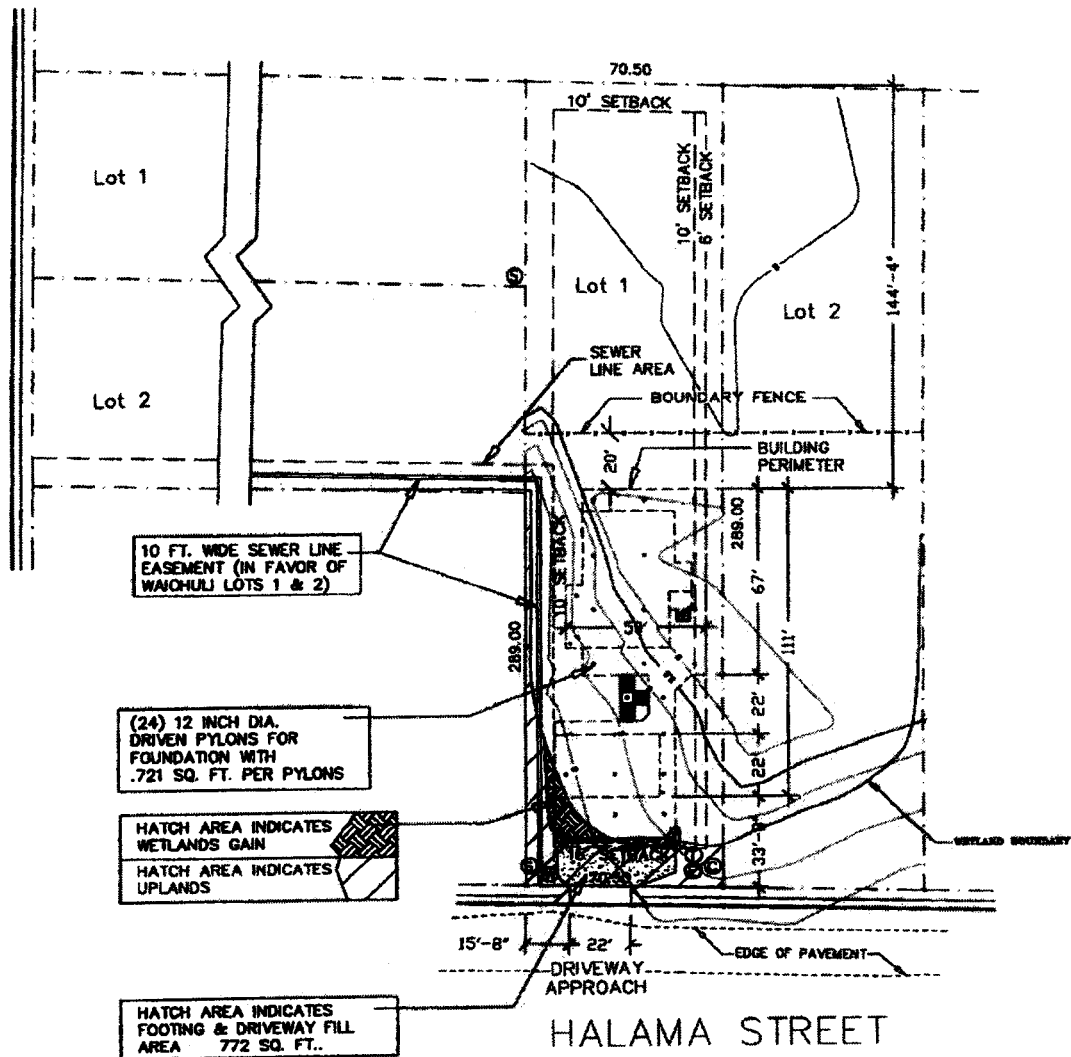 70.50
10' SETBACK
Lot 1
10' SETBACK
6' SETBACK
Lot 1
Lot 2
144'-4"
SEWER
LINE AREA
Lot 2
BOUNDARY FENCE
20'
BUILDING
PERIMETER
289.00
10 FT. WIDE SEWER LINE
EASEMENT (IN FAVOR OF
WAIOHULI LOTS 1 & 2)
10' SETBACK
67'
111'
289.00
(24) 12 INCH DIA.
DRIVEN PYLONS FOR
FOUNDATION WITH
.721 SQ. FT. PER PYLONS
22'
22'
HATCH AREA INDICATES
WETLANDS GAIN
HATCH AREA INDICATES
UPLANDS
WETLAND BOUNDARY
SETBACK
15'-8"
22'
EDGE OF PAVEMENT
DRIVEWAY
APPROACH
HATCH AREA INDICATES
FOOTING & DRIVEWAY FILL
AREA 772 SQ. FT..
HALAMA STREET